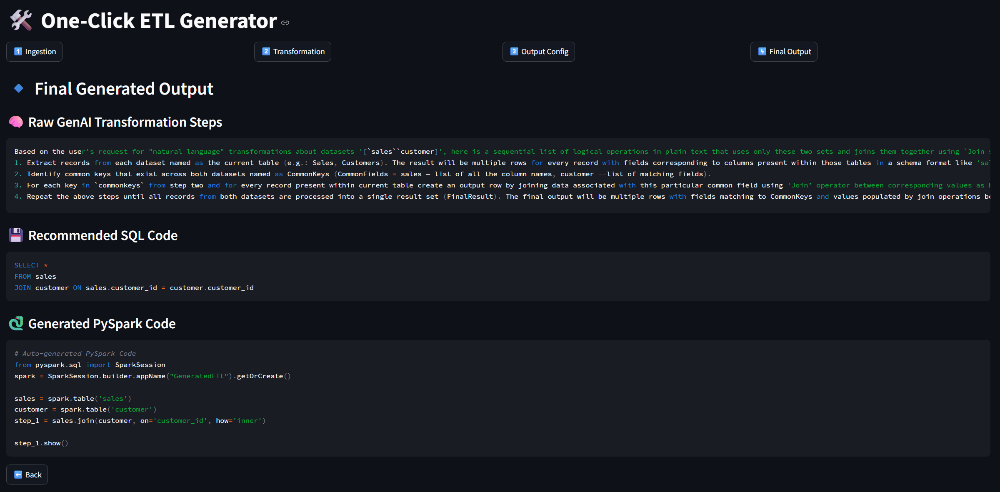 One-Click ETL Generator
1 Ingestion
2 Transformation
3 Output Config
4 Final Output
Final Generated Output
Raw GenAI Transformation Steps
Based on the user's request for "natural language" transformations about datasets '[`sales``customer]', here is a sequential list of logical operations in plain text that uses only these two sets and joins them together using `Join
1. Extract records from each dataset named as the current table (e.g.: Sales, Customers). The result will be multiple rows for every record with fields corresponding to columns present within those tables in a schema format like
2. Identify common keys that exist across both datasets named as CommonKeys (CommonFields = sales – list of all the column names, customer --list of matching fields).
3. For each key in `commonkeys` from step two and for every record present within current table create an output row by joining data associated with this particular common field using 'Join’ operator between corresponding values as
4. Repeat the above steps until all records from both datasets are processed into a single result set (FinalResult). The final output will be multiple rows with fields matching to CommonKeys and values populated by join operations
Recommended SQL Code
SELECT *
FROM sales
JOIN customer ON sales.customer_id = customer.customer_id
Generated PySpark Code
# Auto-generated PySpark Code
from pyspark.sql import SparkSession
spark = SparkSession.builder.appName("GeneratedETL").getOrCreate()
sales = spark.table('sales')
customer = spark.table('customer')
step_1 = sales.join(customer, on='customer_id', how='inner')
step_1.show()
Back